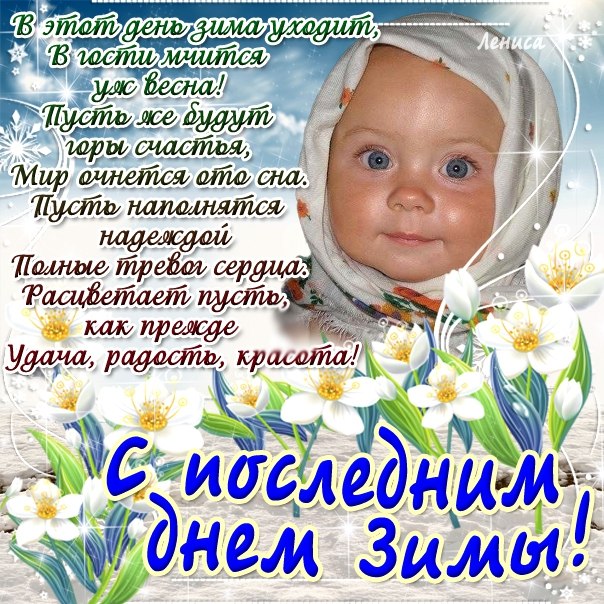 В этот день зима уходит,
В гости мчится
уж весна!
Пусть же будут
горы счастья,
Мир очнется ото сна.
Пусть наполнятся
надеждой
Полные тревог сердца.
Расцветает пусть,
как прежде
Удача, радость, красота!
Лениса
С последним
днем Зимы!